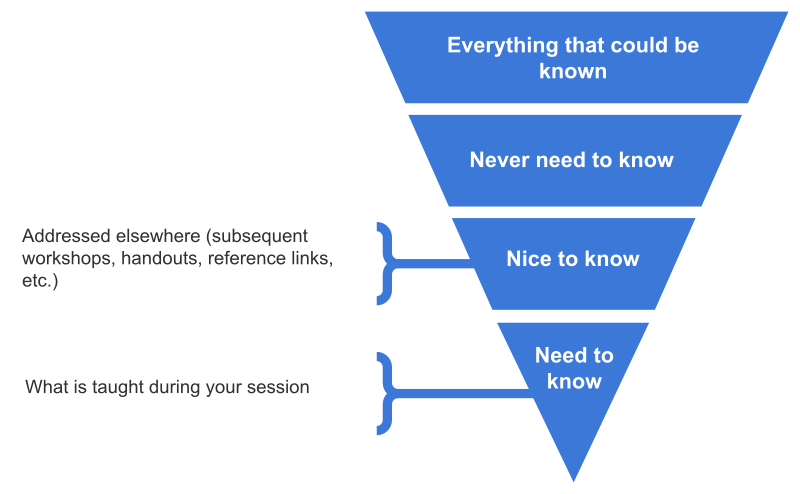 Everything that could be
known
Never need to know
Addressed elsewhere (subsequent
workshops, handouts, reference links,
etc.)
Nice to know
Need to
know
What is taught during your session